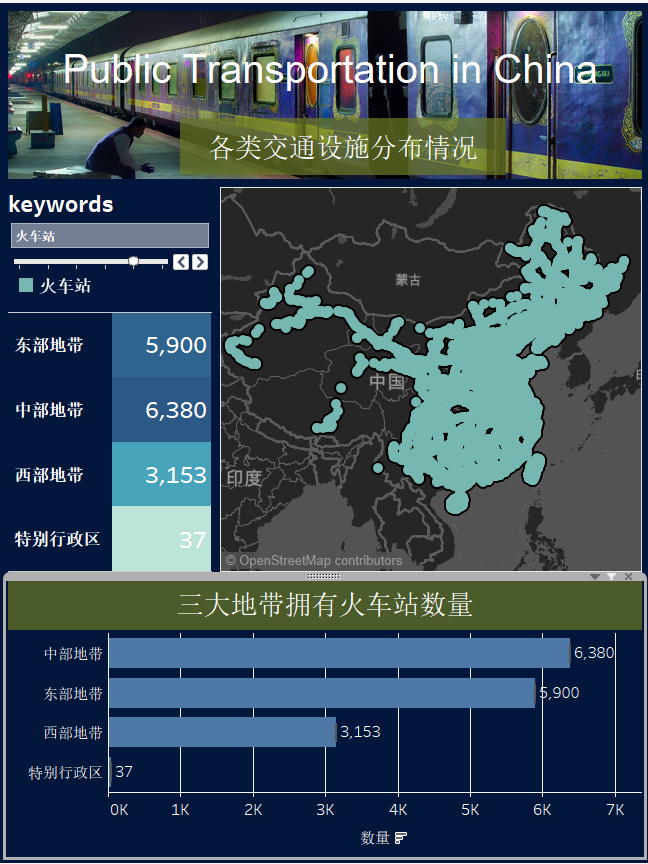 Public Transportation in China
各类交通设施分布情况
keywords
火车站
火车站
东部地带 5,900
中部地带 6,380
西部地带 3,153
特别行政区 37
蒙古
中国
印度
© OpenStreetMap contributors
三大地带拥有火车站数量
中部地带 6,380
东部地带 5,900
西部地带 3,153
特别行政区 37
0K 1K 2K 3K 4K 5K 6K 7K
数量